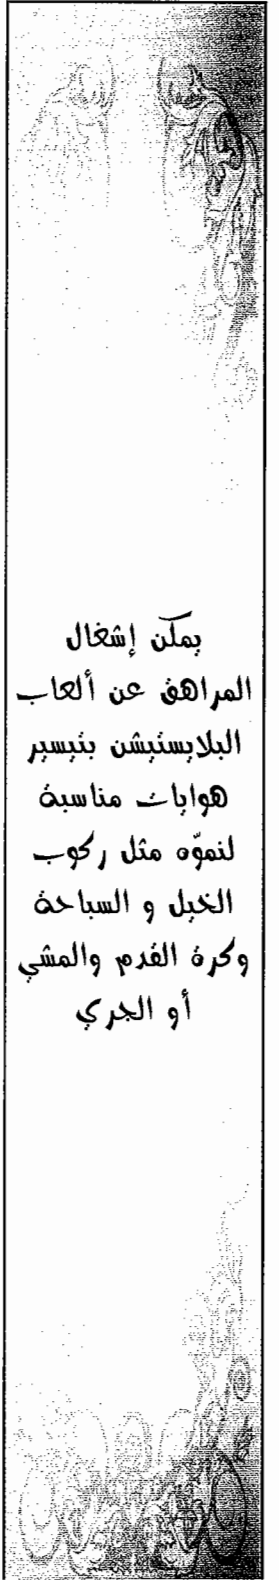 يمكن إشغال
المراهق عن ألعاب
البلايستيشن بتيسير
هوايات مناسبة
لنموّه مثل ركوب
الخيل و السباحة
وكرة القدم والمشي
أو الجري